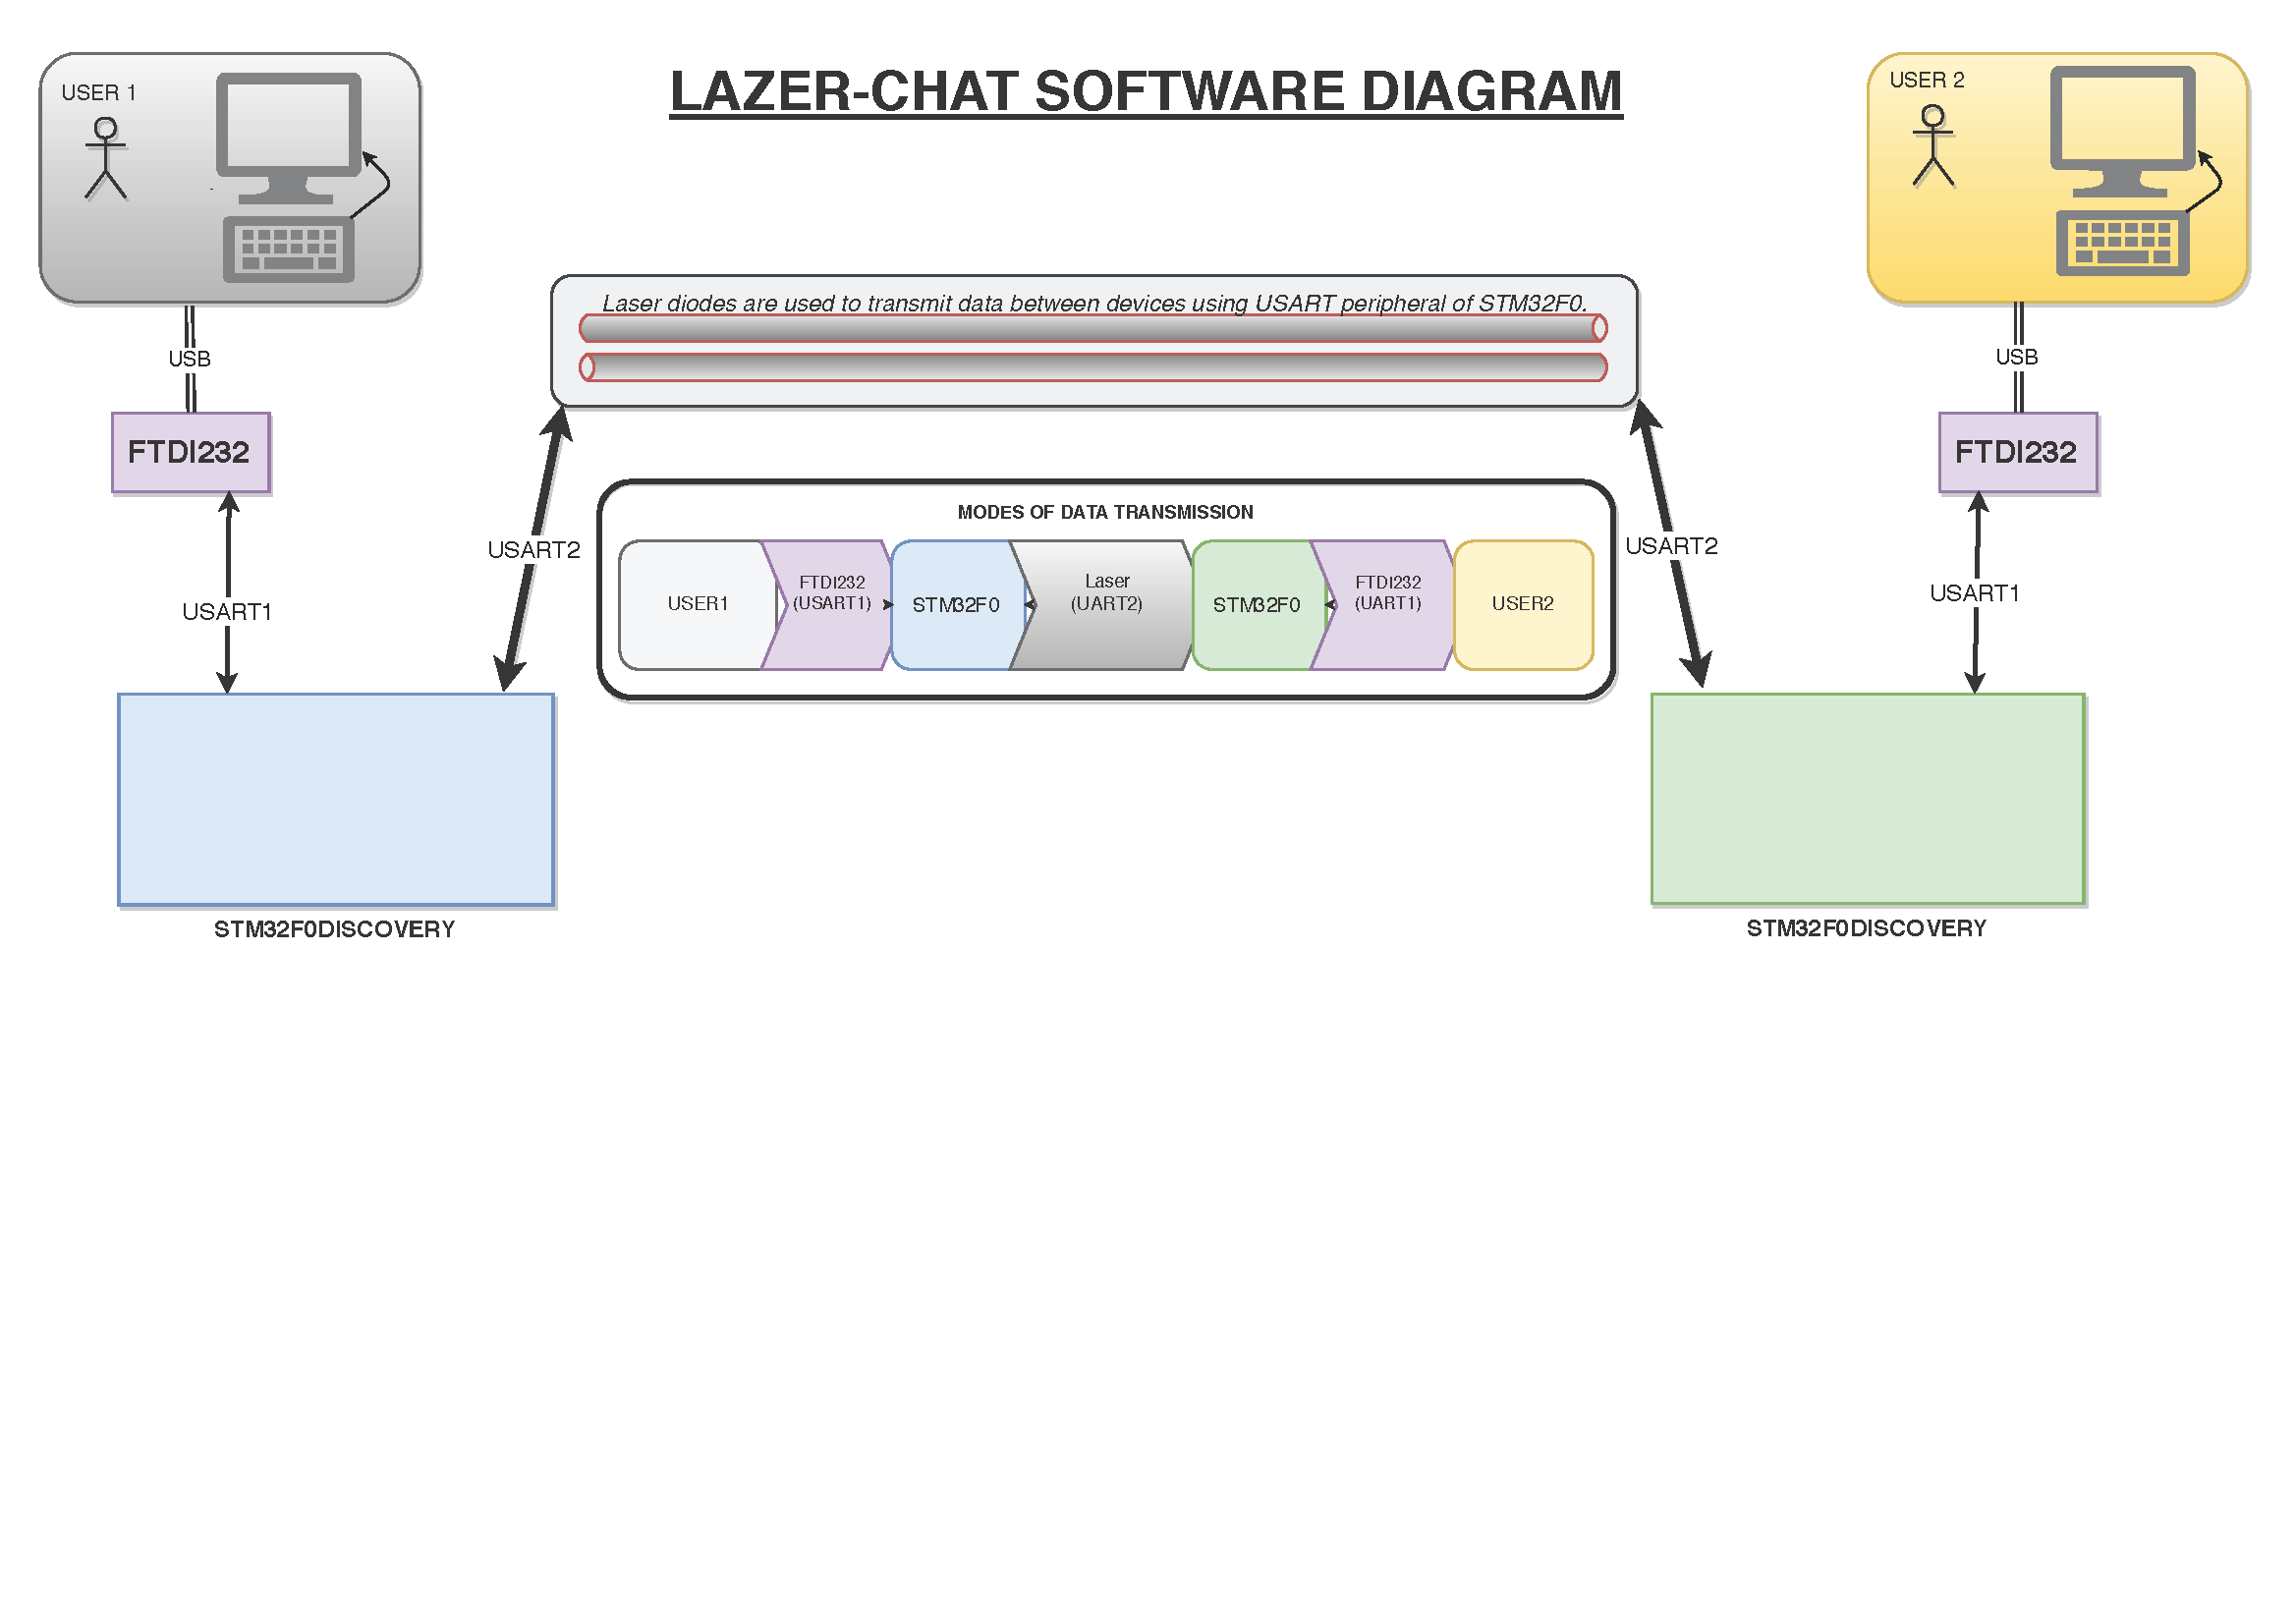 LAZER-CHAT SOFTWARE DIAGRAM
USER 1
USER 2
Laser diodes are used to transmit data between devices using USART peripheral of STM32F0.
USB
USB
FTDI232
FTDI232
MODES OF DATA TRANSMISSION
USART2
USART2
USER1
FTDI232
(USART1)
STM32F0
Laser
(UART2)
STM32F0
FTDI232
(UART1)
USER2
USART1
USART1
STM32F0DISCOVERY
STM32F0DISCOVERY